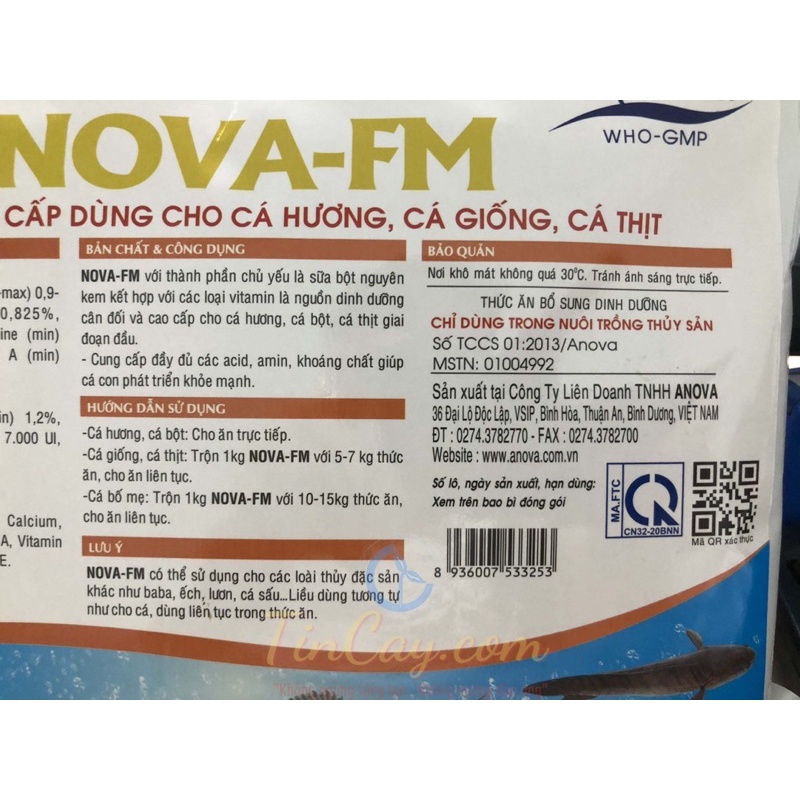 NOVA-FM
WHO-GMP
CẤP DÙNG CHO CÁ HƯƠNG, CÁ GIỐNG, CÁ THỊT
-max) 0,9-
0,825%,
ine (min)
A (min)
in) 1,2%,
7.000 UI,
Calcium,
A, Vitamin
E.
BẢN CHẤT & CÔNG DỤNG
NOVA-FM với thành phần chủ yếu là sữa bột nguyên
kem kết hợp với các loại vitamin là nguồn dinh dưỡng
cân đối và cao cấp cho cá hương, cá bột, cá thịt giai
đoạn đầu.
- Cung cấp đầy đủ các acid, amin, khoáng chất giúp
cá con phát triển khỏe mạnh.
HƯỚNG DẪN SỬ DỤNG
-Cá hương, cá bột: Cho ăn trực tiếp.
-Cá giống, cá thịt: Trộn 1kg NOVA-FM với 5-7 kg thức
ăn, cho ăn liên tục.
-Cá bố mẹ: Trộn 1kg NOVA-FM với 10-15kg thức ăn,
cho ăn liên tục.
LƯU Ý
NOVA-FM có thể sử dụng cho các loài thủy đặc sản
khác như baba, ếch, lươn, cá sấu...Liều dùng tương tự
như cho cá, dùng liên tục trong thức ăn.
BẢO QUẢN
Nơi khô mát không quá 30⁰C. Tránh ánh sáng trực tiếp.
THỨC ĂN BỔ SUNG DINH DƯỠNG
CHỈ DÙNG TRONG NUÔI TRỒNG THỦY SẢN
Số TCCS 01:2013/Anova
MSTN: 01004992
Sản xuất tại Công Ty Liên Doanh TNHH ANOVA
36 Đại Lộ Độc Lập, VSIP, Bình Hòa, Thuận An, Bình Dương, VIỆT NAM
ĐT : 0274.3782770 - FAX : 0274.3782700
Website : www.anova.com.vn
Số lô, ngày sản xuất, hạn dùng:
Xem trên bao bì đóng gói
MA.FTC
CN32-20BNN
Mã QR xác thực
8 936007 533253
TinCay.com